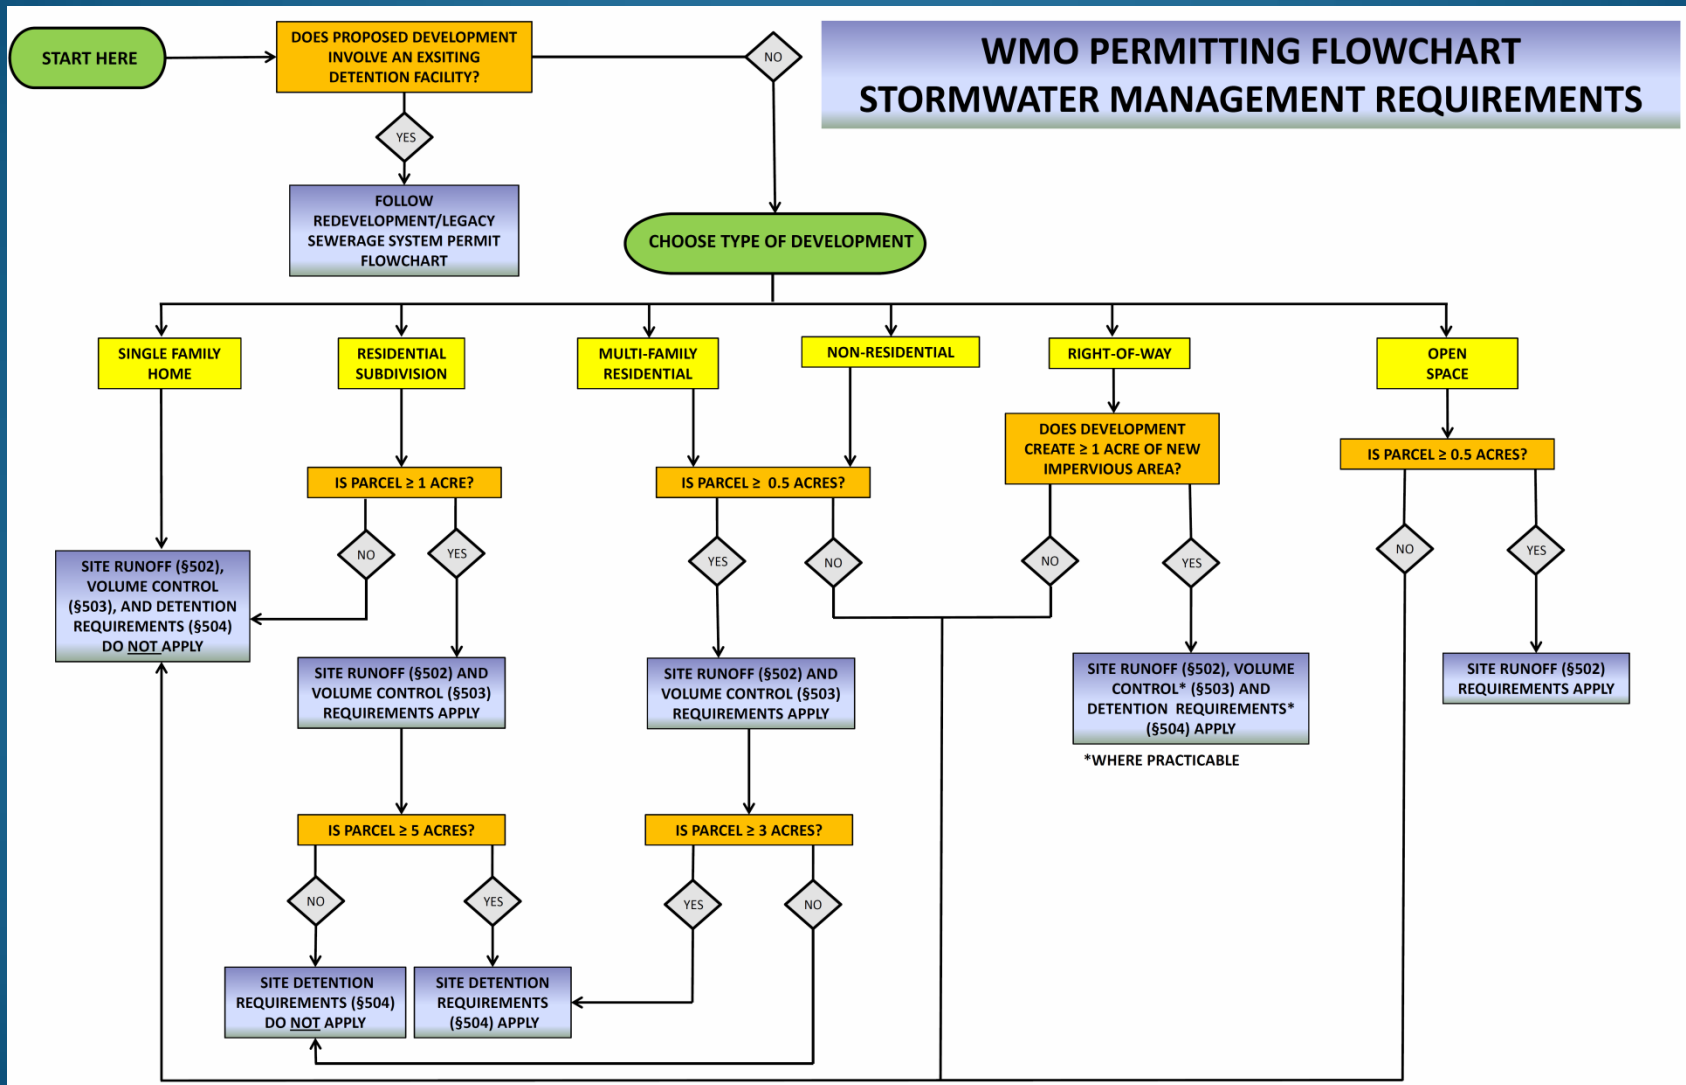 START HERE
DOES PROPOSED DEVELOPMENT
INVOLVE AN EXSITING
DETENTION FACILITY?
NO
WMO PERMITTING FLOWCHART
STORMWATER MANAGEMENT REQUIREMENTS
YES
FOLLOW
REDEVELOPMENT/LEGACY
SEWERAGE SYSTEM PERMIT
FLOWCHART
CHOOSE TYPE OF DEVELOPMENT
SINGLE FAMILY
HOME
RESIDENTIAL
SUBDIVISION
MULTI-FAMILY
RESIDENTIAL
NON-RESIDENTIAL
RIGHT-OF-WAY
OPEN
SPACE
IS PARCEL ≥ 1 ACRE?
IS PARCEL ≥ 0.5 ACRES?
DOES DEVELOPMENT
CREATE ≥ 1 ACRE OF NEW
IMPERVIOUS AREA?
IS PARCEL ≥ 0.5 ACRES?
NO
YES
YES
NO
NO
YES
NO
YES
SITE RUNOFF (§502),
VOLUME CONTROL
(§503), AND DETENTION
REQUIREMENTS (§504)
DO NOT APPLY
SITE RUNOFF (§502) AND
VOLUME CONTROL (§503)
REQUIREMENTS APPLY
SITE RUNOFF (§502) AND
VOLUME CONTROL (§503)
REQUIREMENTS APPLY
SITE RUNOFF (§502), VOLUME
CONTROL* (§503) AND
DETENTION REQUIREMENTS*
(§504) APPLY
*WHERE PRACTICABLE
SITE RUNOFF (§502)
REQUIREMENTS APPLY
IS PARCEL ≥ 5 ACRES?
IS PARCEL ≥ 3 ACRES?
NO
YES
YES
NO
SITE DETENTION
REQUIREMENTS (§504)
DO NOT APPLY
SITE DETENTION
REQUIREMENTS
(§504) APPLY